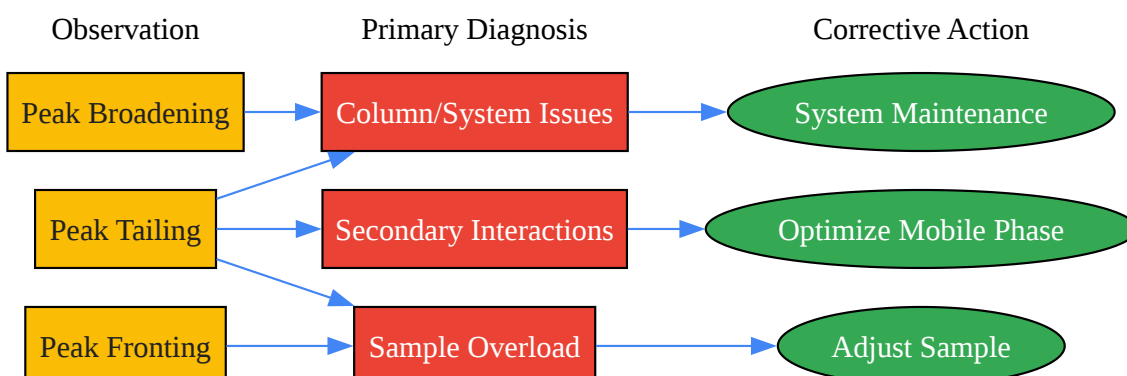 Observation
Primary Diagnosis
Corrective Action
Peak Broadening
Column/System Issues
System Maintenance
Peak Tailing
Secondary Interactions
Optimize Mobile Phase
Peak Fronting
Sample Overload
Adjust Sample